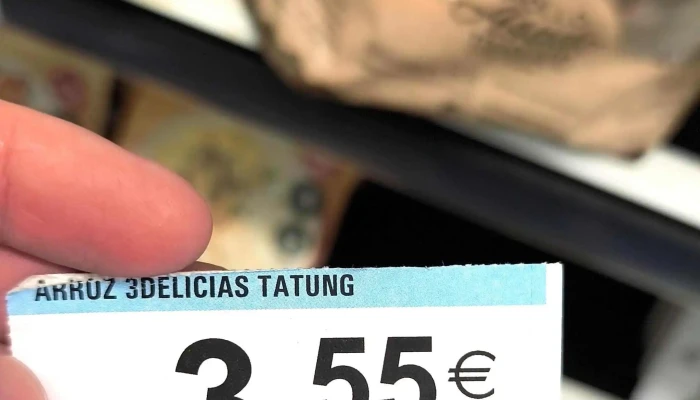 ARROZ 3DELICIAS TATUNG
3,55€